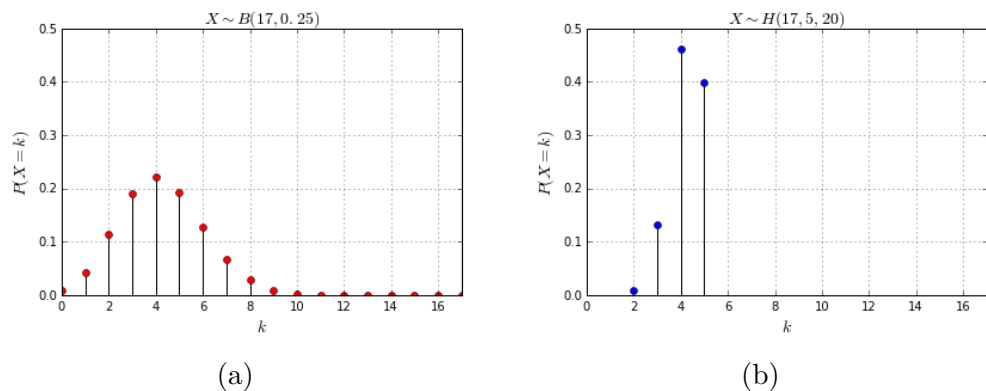 X ∼ B(17, 0. 25)
0.5
0.4
0.3
0.2
0.1
0.0
P(X = k)
0 2 4 6 8 10 12 14 16
k
(a)
X ∼ H(17, 5, 20)
0.5
0.4
0.3
0.2
0.1
0.0
P(X = k)
0 2 4 6 8 10 12 14 16
k
(b)